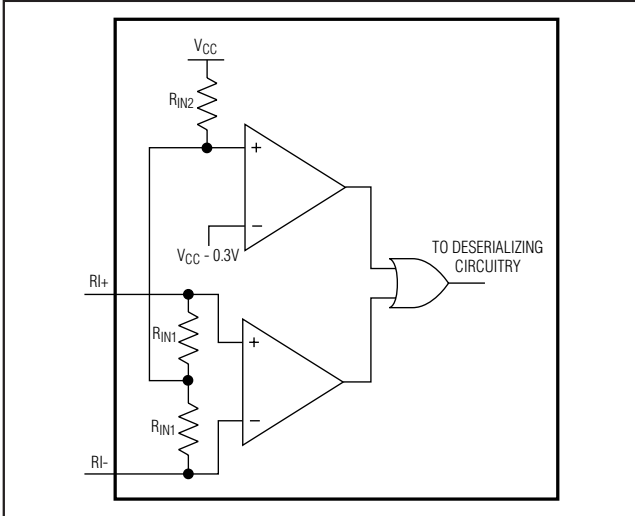 VCC
RIN2
+
−
VCC - 0.3V
TO DESERIALIZING
CIRCUITRY
RI+
RIN1
+
RIN1
−
RI-